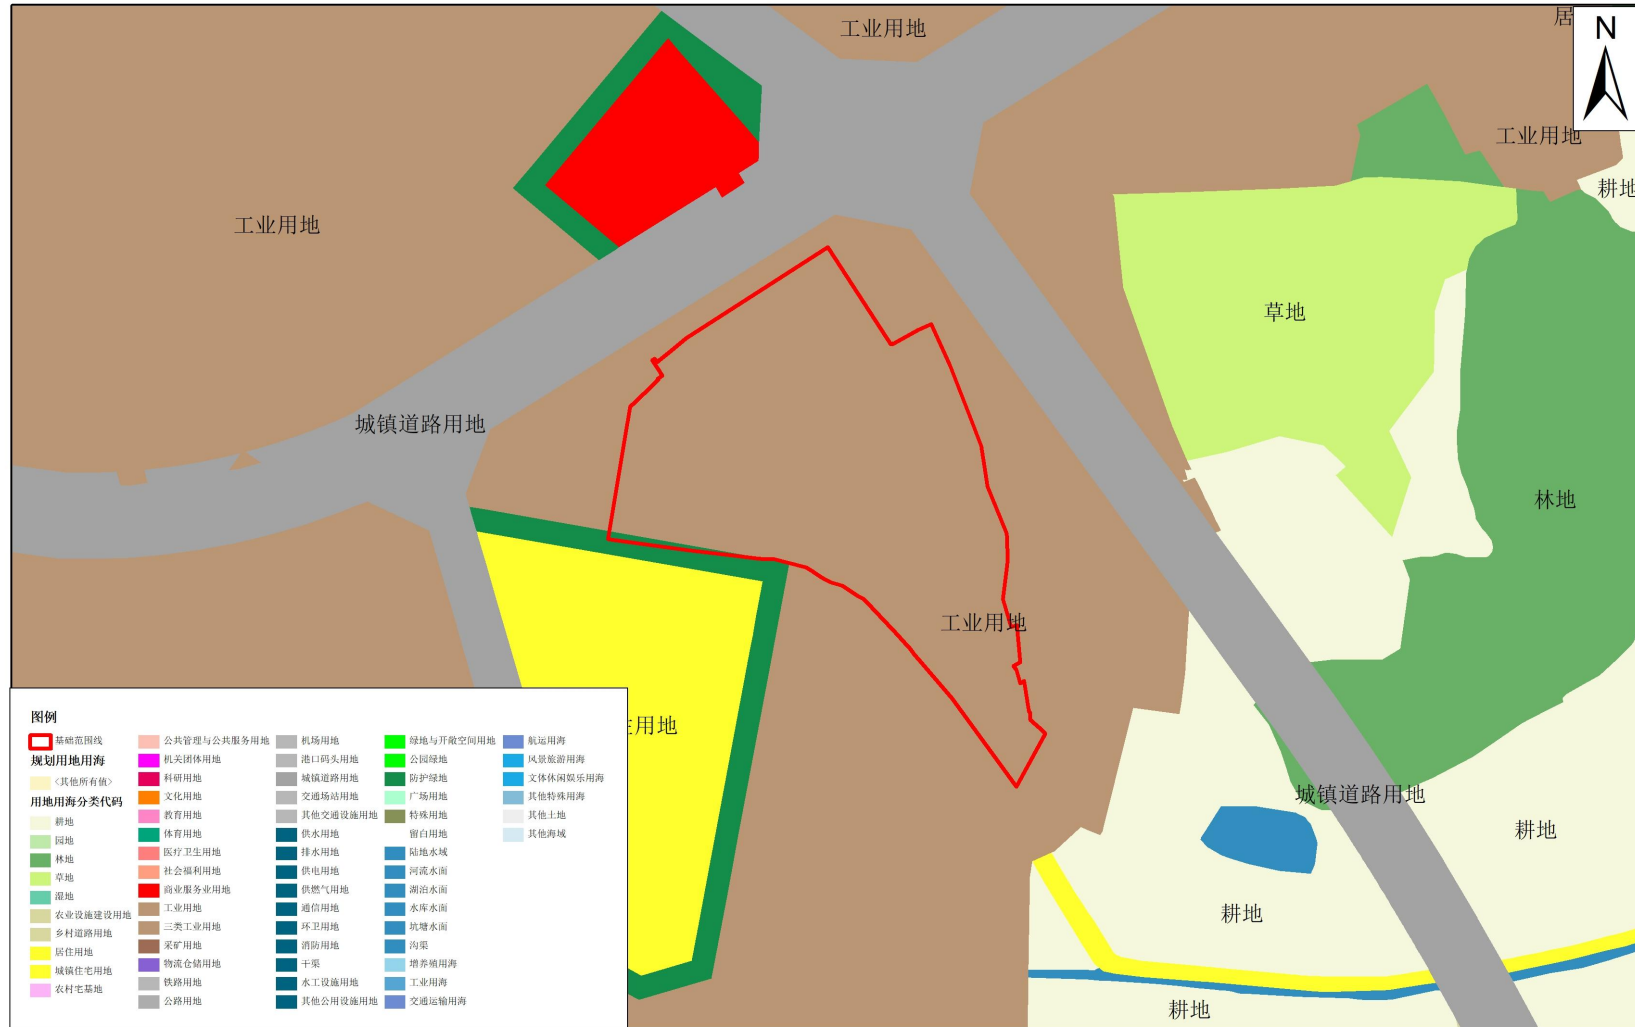 工业用地
居
N
工业用地
耕地
工业用地
草地
城镇道路用地
林地
工业用地
用地
城镇道路用地
耕地
耕地
耕地
图例
基础范围线
规划用地用海
<其他所有值>
用地用海分类代码
耕地
园地
林地
草地
湿地
农业设施建设用地
乡村道路用地
居住用地
城镇住宅用地
农村宅基地
公共管理与公共服务用地
机关团体用地
科研用地
文化用地
教育用地
体育用地
医疗卫生用地
社会福利用地
商业服务业用地
工业用地
三类工业用地
采矿用地
物流仓储用地
铁路用地
公路用地
机场用地
港口码头用地
城镇道路用地
交通场站用地
其他交通设施用地
供水用地
排水用地
供电用地
供燃气用地
通信用地
环卫用地
消防用地
干渠
水工设施用地
其他公用设施用地
绿地与开敞空间用地
公园绿地
防护绿地
广场用地
特殊用地
留白用地
陆地水域
河流水面
湖泊水面
水库水面
坑塘水面
沟渠
增养殖用海
工业用海
交通运输用海
航运用海
风景旅游用海
文体休闲娱乐用海
其他特殊用海
其他土地
其他海域